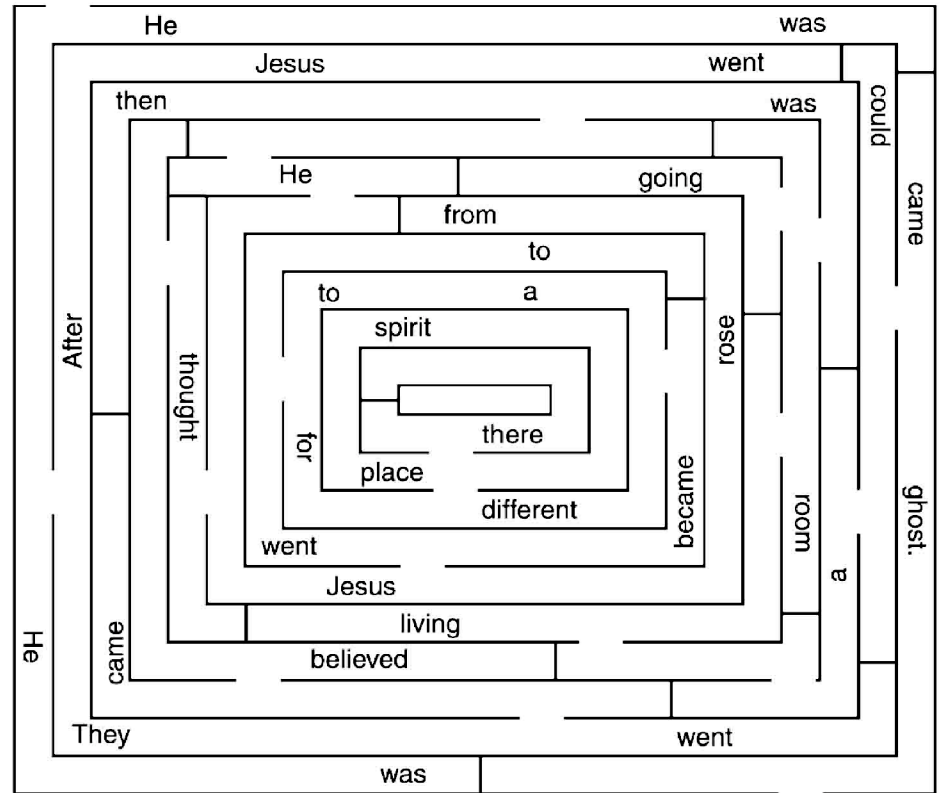 He was
Jesus went
then was
could
came
He going
from
to
to a
spirit
After
thought
rose
there
for
place
became
different
ghost.
room
went
a
Jesus
living
came
believed
He
They went
was